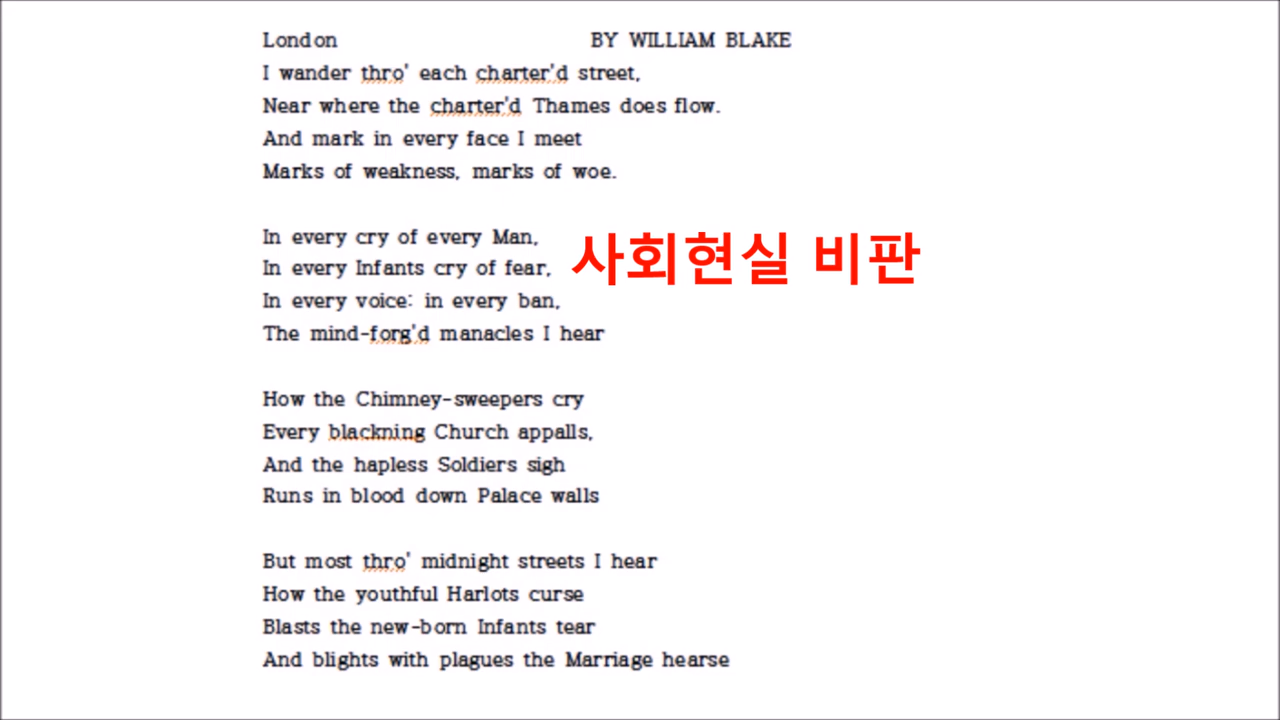 London BY WILLIAM BLAKE
I wander thro' each charter'd street,
Near where the charter'd Thames does flow.
And mark in every face I meet
Marks of weakness, marks of woe.
In every cry of every Man,
In every Infants cry of fear,
사회현실 비판
In every voice: in every ban,
The mind-forg'd manacles I hear
How the Chimney-sweepers cry
Every blackning Church appalls,
And the hapless Soldiers sigh
Runs in blood down Palace walls
But most thro' midnight streets I hear
How the youthful Harlots curse
Blasts the new-born Infants tear
And blights with plagues the Marriage hearse